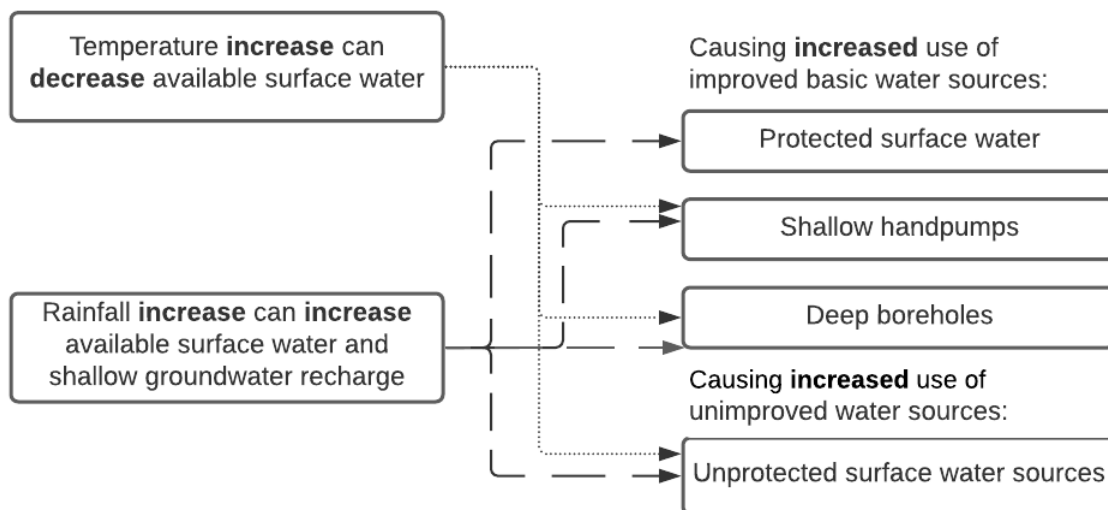 Temperature increase can
decrease available surface water
Rainfall increase can increase
available surface water and
shallow groundwater recharge
Causing increased use of
improved basic water sources:
Protected surface water
Shallow handpumps
Deep boreholes
Causing increased use of
unimproved water sources:
Unprotected surface water sources